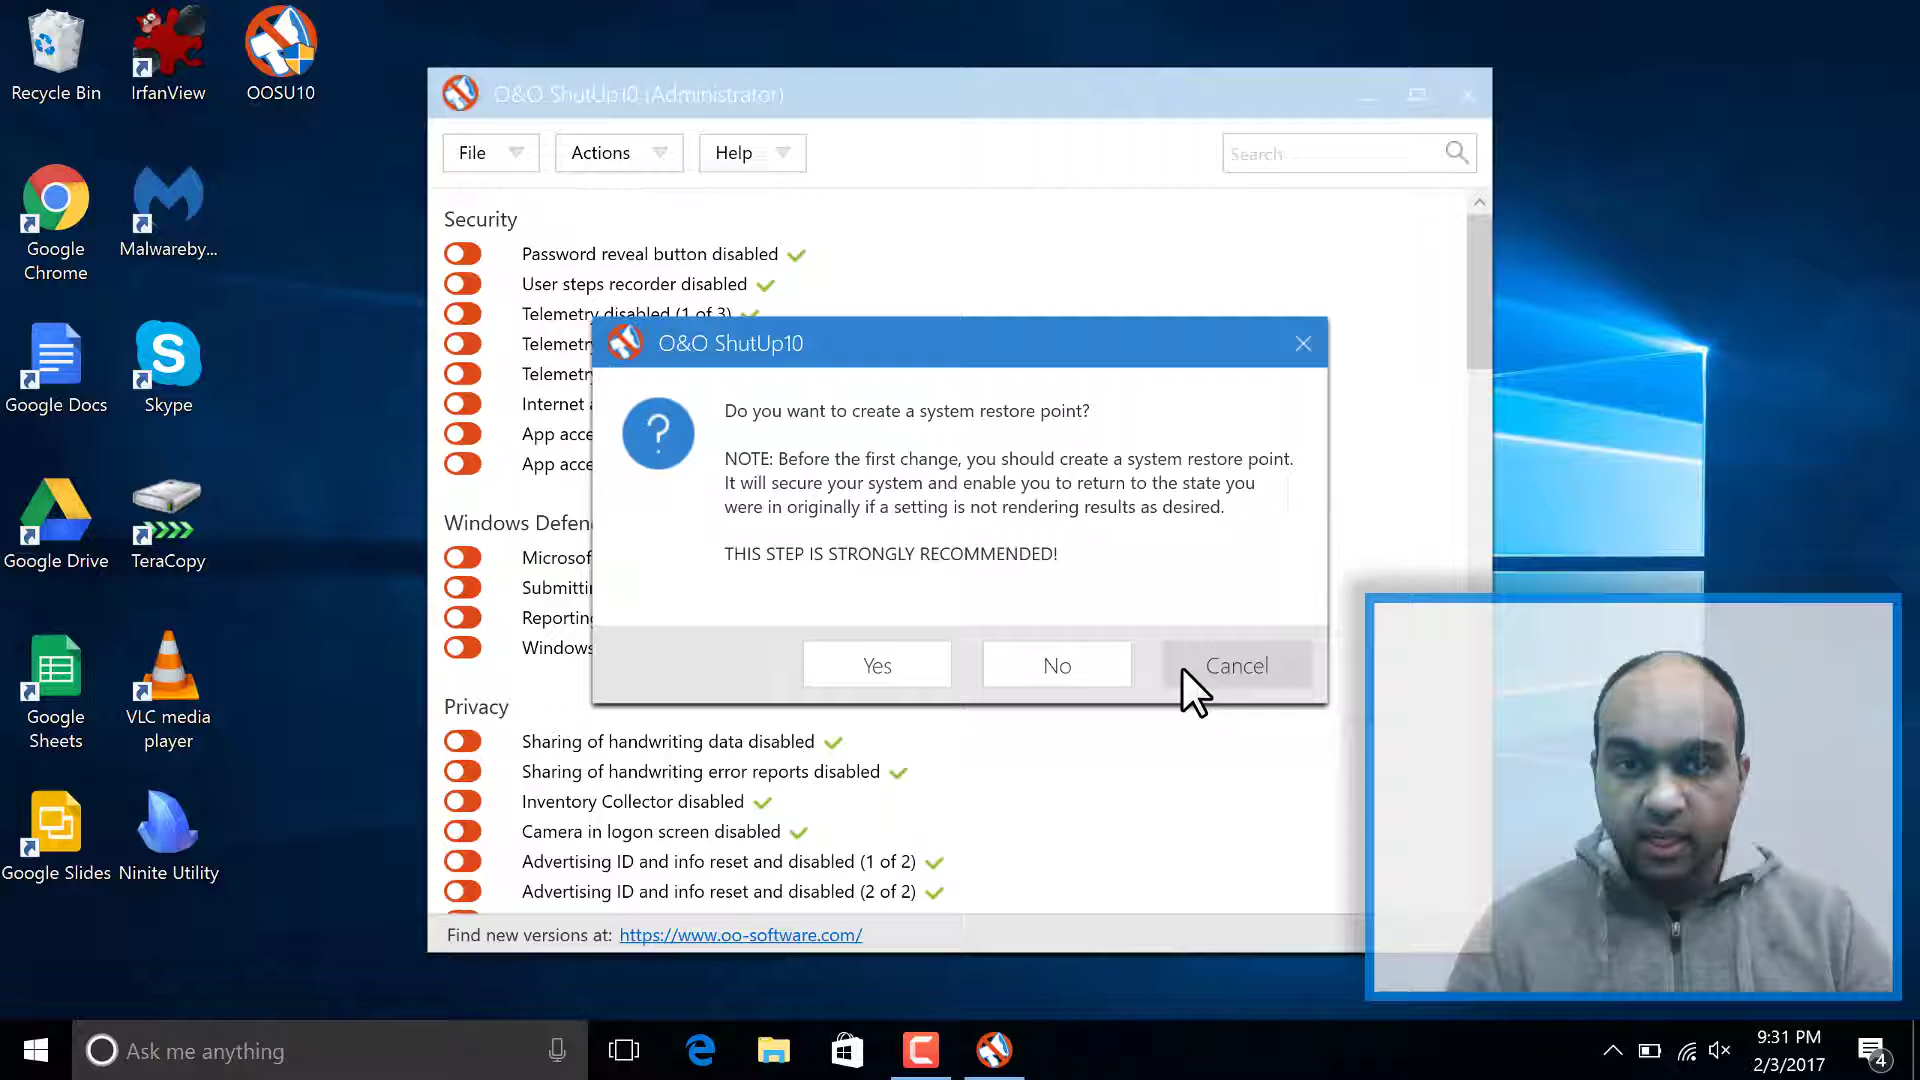 Recycle Bin
IrfanView
OOSU10
Google
Chrome
Malwareby...
Google Docs
Skype
Google Drive
TeraCopy
Google
Sheets
VLC media
player
Google Slides
Ninite Utility
O&O ShutUp10 (Administrator)
File
Actions
Help
Search
Security
Password reveal button disabled
User steps recorder disabled
Telemetry disabled (1 of 3)
Telemetry
Telemetry
Internet
App acce
App acce
Windows Defen
Microsof
Submitti
Reporting
Windows
Privacy
Sharing of handwriting data disabled
Sharing of handwriting error reports disabled
Inventory Collector disabled
Camera in logon screen disabled
Advertising ID and info reset and disabled (1 of 2)
Advertising ID and info reset and disabled (2 of 2)
Find new versions at: https://www.oo-software.com/
O&O ShutUp10
Do you want to create a system restore point?
NOTE: Before the first change, you should create a system restore point.
It will secure your system and enable you to return to the state you
were in originally if a setting is not rendering results as desired.
THIS STEP IS STRONGLY RECOMMENDED!
Yes
No
Cancel
Ask me anything
9:31 PM
2/3/2017
4